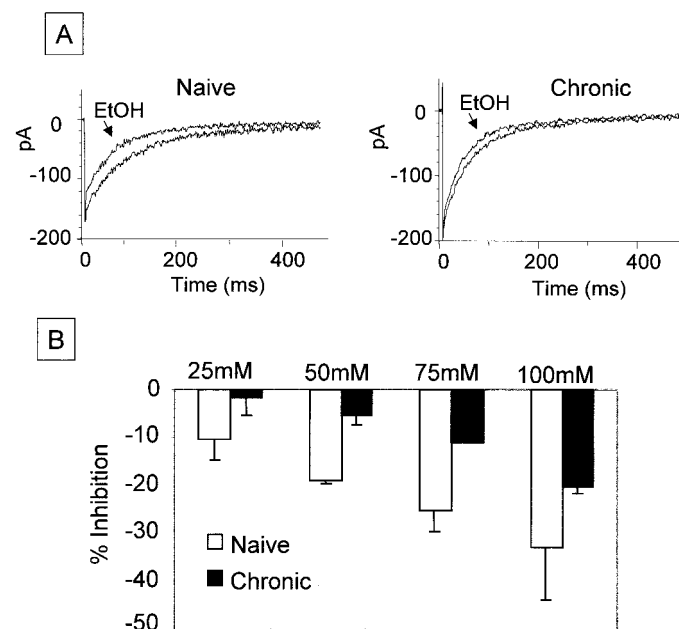 A
Naive
EtOH
pA
0
-100
-200
0 200 400
Time (ms)
Chronic
EtOH
pA
0
-100
-200
0 200 400
Time (ms)
B
25mM 50mM 75mM 100mM
% Inhibition
0
-10
-20
-30
-40
-50
Naive
Chronic